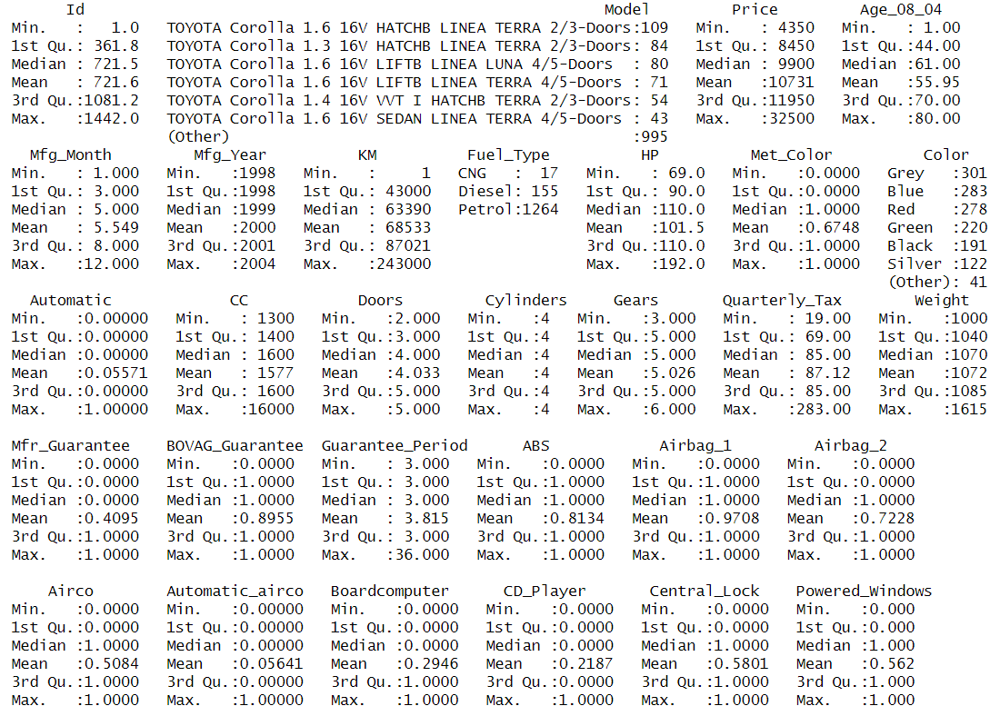 Id                                                         Model         Price         Age_08_04
Min.   :   1.0   TOYOTA Corolla 1.6 16V HATCHB LINEA TERRA 2/3-Doors:109   Min.   : 4350   Min.   : 1.00
1st Qu.: 361.8   TOYOTA Corolla 1.3 16V HATCHB LINEA TERRA 2/3-Doors: 84   1st Qu.: 8450   1st Qu.:44.00
Median : 721.5   TOYOTA Corolla 1.6 16V LIFTB LINEA LUNA 4/5-Doors  : 80   Median : 9900   Median :61.00
Mean   : 721.6   TOYOTA Corolla 1.6 16V LIFTB LINEA TERRA 4/5-Doors : 71   Mean   :10731   Mean   :55.95
3rd Qu.:1081.2   TOYOTA Corolla 1.4 16V VVT I HATCHB TERRA 2/3-Doors: 54   3rd Qu.:11950   3rd Qu.:70.00
Max.   :1442.0   TOYOTA Corolla 1.6 16V SEDAN LINEA TERRA 4/5-Doors : 43   Max.   :32500   Max.   :80.00
                 (Other)                                            :995
  Mfg_Month         Mfg_Year          KM          Fuel_Type             HP          Met_Color          Color
Min.   : 1.000   Min.   :1998   Min.   :     1   CNG   :  17   Min.   : 69.0   Min.   :0.0000   Grey   :301
1st Qu.: 3.000   1st Qu.:1998   1st Qu.: 43000   Diesel: 155   1st Qu.: 90.0   1st Qu.:0.0000   Blue   :283
Median : 5.000   Median :1999   Median : 63390   Petrol:1264   Median :110.0   Median :1.0000   Red    :278
Mean   : 5.549   Mean   :2000   Mean   : 68533                 Mean   :101.5   Mean   :0.6748   Green  :220
3rd Qu.: 8.000   3rd Qu.:2001   3rd Qu.: 87021                 3rd Qu.:110.0   3rd Qu.:1.0000   Black  :191
Max.   :12.000   Max.   :2004   Max.   :243000                 Max.   :192.0   Max.   :1.0000   Silver :122
                                                                                                (Other): 41
  Automatic             CC            Doors         Cylinders     Gears       Quarterly_Tax        Weight
Min.   :0.00000   Min.   : 1300   Min.   :2.000   Min.   :4   Min.   :3.000   Min.   : 19.00   Min.   :1000
1st Qu.:0.00000   1st Qu.: 1400   1st Qu.:3.000   1st Qu.:4   1st Qu.:5.000   1st Qu.: 69.00   1st Qu.:1040
Median :0.00000   Median : 1600   Median :4.000   Median :4   Median :5.000   Median : 85.00   Median :1070
Mean   :0.05571   Mean   : 1577   Mean   :4.033   Mean   :4   Mean   :5.026   Mean   : 87.12   Mean   :1072
3rd Qu.:0.00000   3rd Qu.: 1600   3rd Qu.:5.000   3rd Qu.:4   3rd Qu.:5.000   3rd Qu.: 85.00   3rd Qu.:1085
Max.   :1.00000   Max.   :16000   Max.   :5.000   Max.   :4   Max.   :6.000   Max.   :283.00   Max.   :1615
Mfr_Guarantee    BOVAG_Guarantee  Guarantee_Period      ABS            Airbag_1         Airbag_2
Min.   :0.0000   Min.   :0.0000   Min.   : 3.000   Min.   :0.0000   Min.   :0.0000   Min.   :0.0000
1st Qu.:0.0000   1st Qu.:1.0000   1st Qu.: 3.000   1st Qu.:1.0000   1st Qu.:1.0000   1st Qu.:0.0000
Median :0.0000   Median :1.0000   Median : 3.000   Median :1.0000   Median :1.0000   Median :1.0000
Mean   :0.4095   Mean   :0.8955   Mean   : 3.815   Mean   :0.8134   Mean   :0.9708   Mean   :0.7228
3rd Qu.:1.0000   3rd Qu.:1.0000   3rd Qu.: 3.000   3rd Qu.:1.0000   3rd Qu.:1.0000   3rd Qu.:1.0000
Max.   :1.0000   Max.   :1.0000   Max.   :36.000   Max.   :1.0000   Max.   :1.0000   Max.   :1.0000
    Airco        Automatic_airco   Boardcomputer      CD_Player       Central_Lock    Powered_Windows
Min.   :0.0000   Min.   :0.00000   Min.   :0.0000   Min.   :0.0000   Min.   :0.0000   Min.   :0.000
1st Qu.:0.0000   1st Qu.:0.00000   1st Qu.:0.0000   1st Qu.:0.0000   1st Qu.:0.0000   1st Qu.:0.000
Median :1.0000   Median :0.00000   Median :0.0000   Median :0.0000   Median :1.0000   Median :1.000
Mean   :0.5084   Mean   :0.05641   Mean   :0.2946   Mean   :0.2187   Mean   :0.5801   Mean   :0.562
3rd Qu.:1.0000   3rd Qu.:0.00000   3rd Qu.:1.0000   3rd Qu.:0.0000   3rd Qu.:1.0000   3rd Qu.:1.000
Max.   :1.0000   Max.   :1.00000   Max.   :1.0000   Max.   :1.0000   Max.   :1.0000   Max.   :1.000